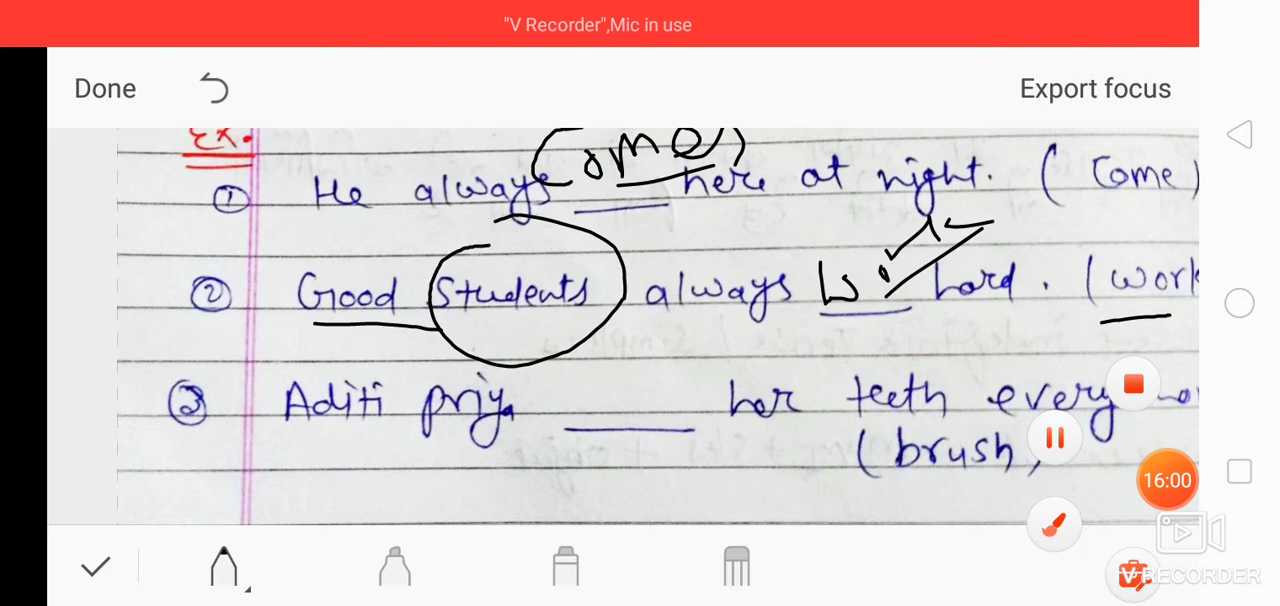 "V Recorder",Mic in use
Done
Export focus
Ex.
① He always come here at night. (Come)
② Good Students always hard. (work
③ Aditi priya ____ her teeth every
(brush,
16:00
V RECORDER